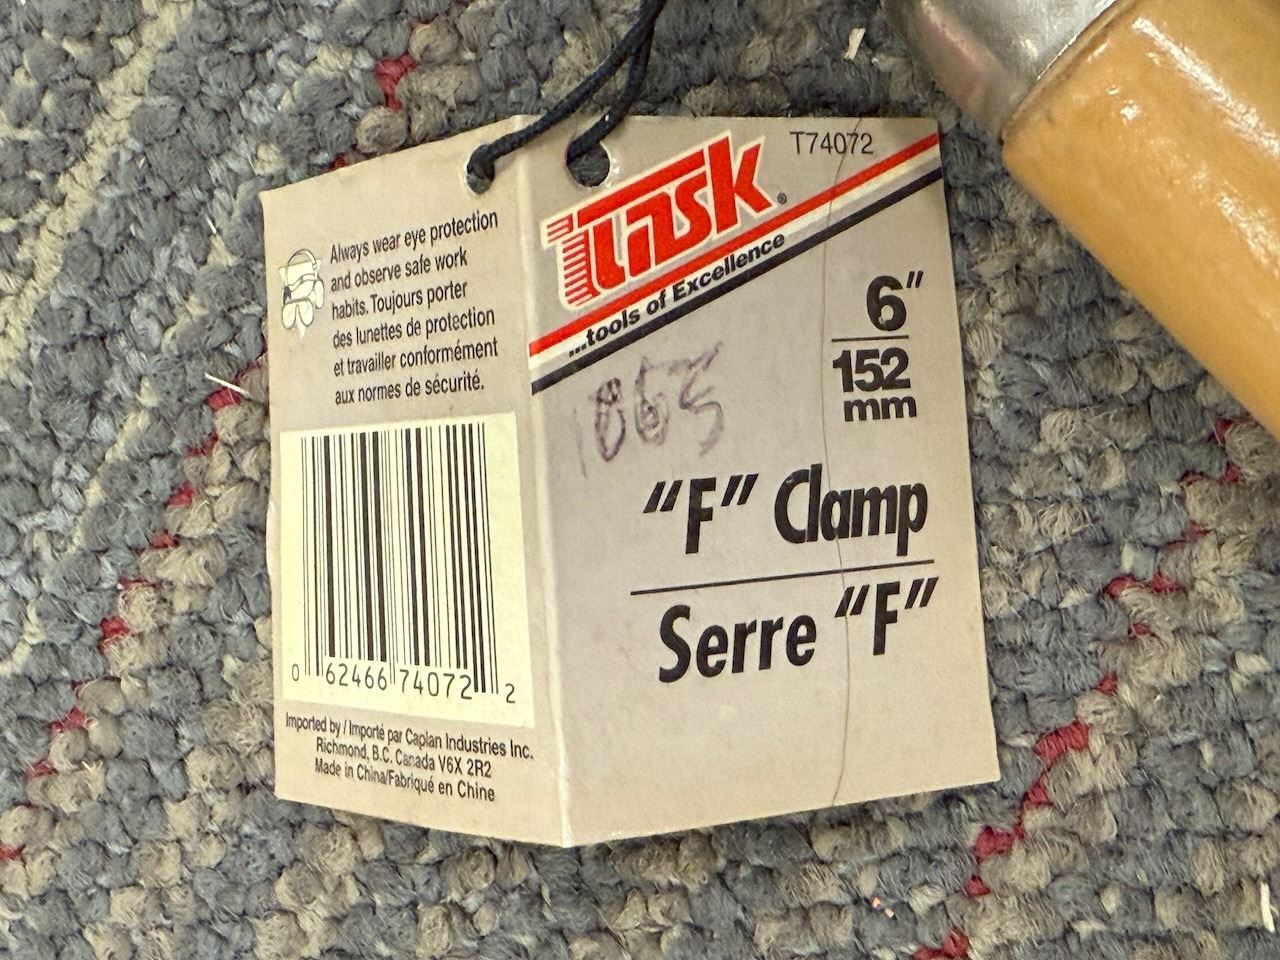 Always wear eye protection
and observe safe work
habits. Toujours porter
des lunettes de protection
et travailler conformément
aux normes de sécurité.
0 62466 74072 2
Imported by / Importé par Caplan Industries Inc.
Richmond, B.C. Canada V6X 2R2
Made in China/Fabriqué en Chine
T74072
Task®
...tools of Excellence
6"
152
mm
"F" Clamp
Serre "F"